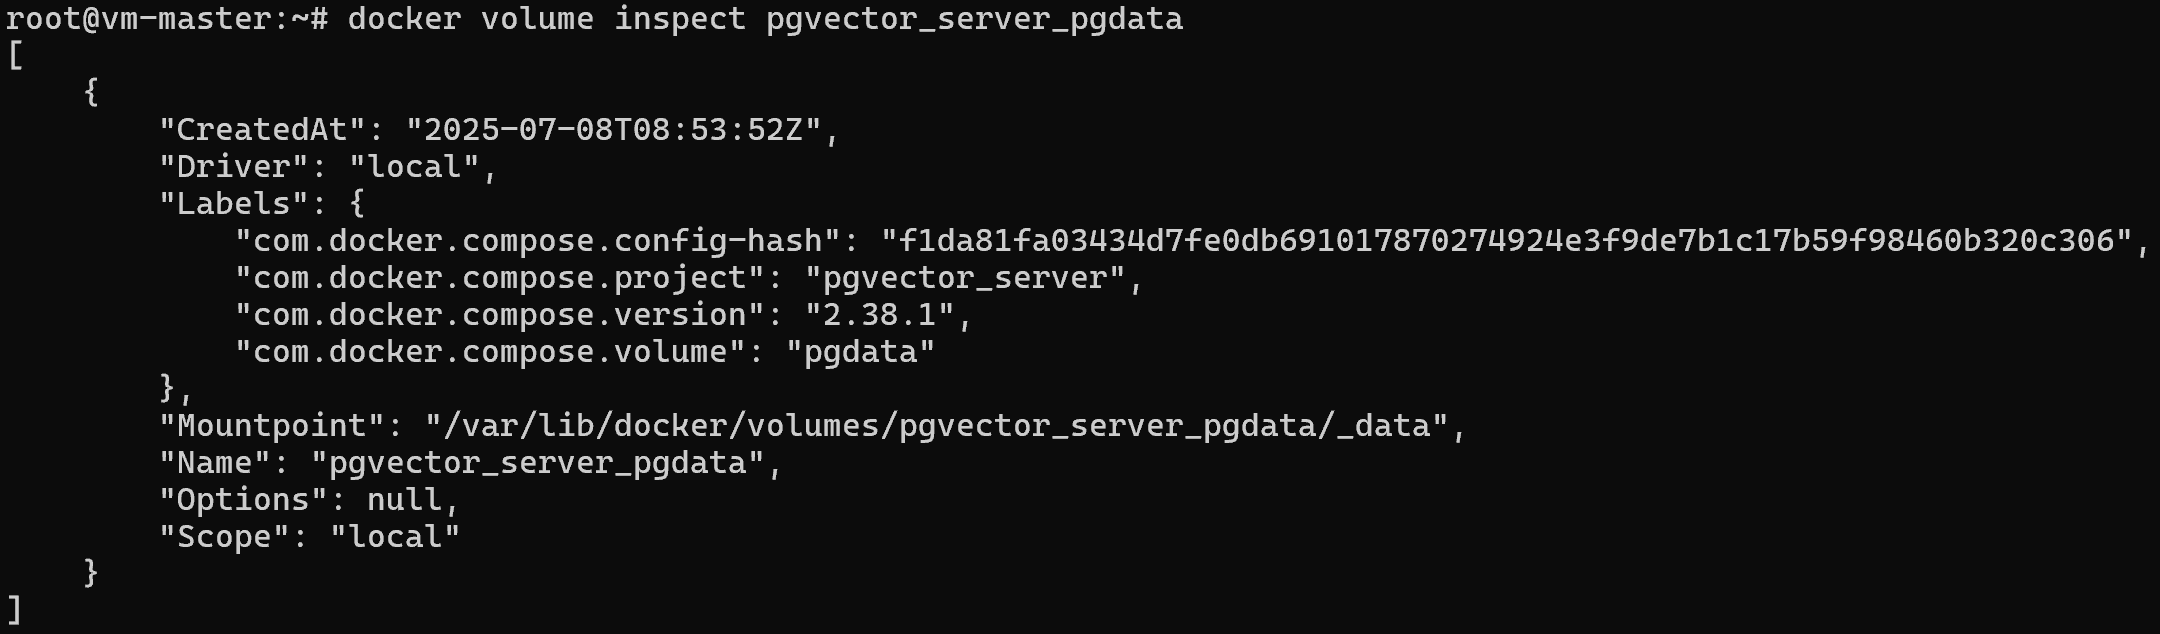 root@vm-master:~# docker volume inspect pgvector_server_pgdata
[
    {
        "CreatedAt": "2025-07-08T08:53:52Z",
        "Driver": "local",
        "Labels": {
            "com.docker.compose.config-hash": "f1da81fa03434d7fe0db691017870274924e3f9de7b1c17b59f98460b320c306",
            "com.docker.compose.project": "pgvector_server",
            "com.docker.compose.version": "2.38.1",
            "com.docker.compose.volume": "pgdata"
        },
        "Mountpoint": "/var/lib/docker/volumes/pgvector_server_pgdata/_data",
        "Name": "pgvector_server_pgdata",
        "Options": null,
        "Scope": "local"
    }
]